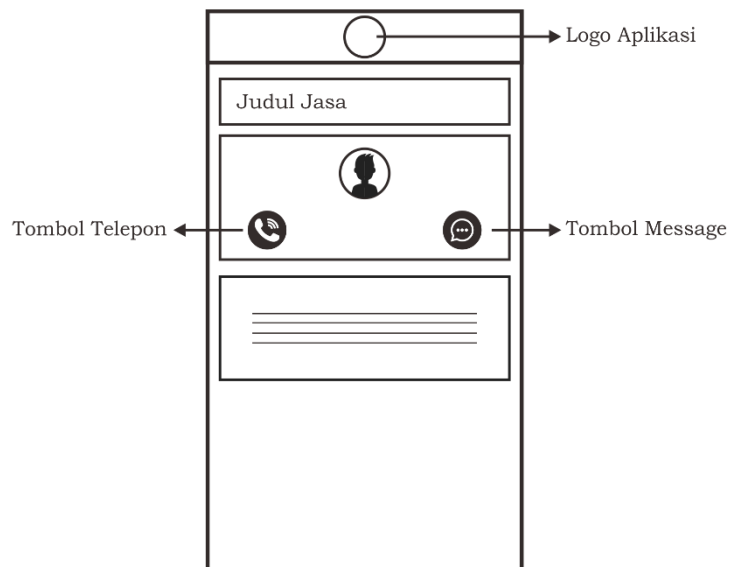 Logo Aplikasi
Judul Jasa
Tombol Telepon
Tombol Message